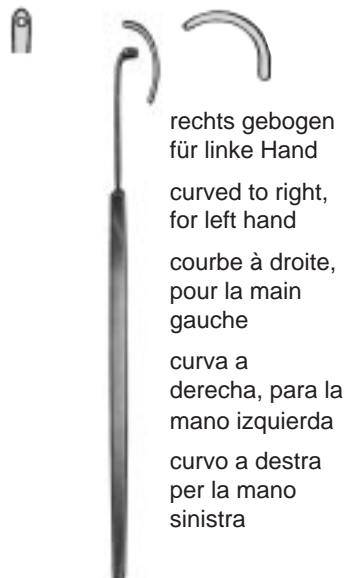 rechts gebogen
für linke Hand
curved to right,
for left hand
courbe à droite,
pour la main
gauche
curva a
derecha, para la
mano izquierda
curvo a destra
per la mano
sinistra